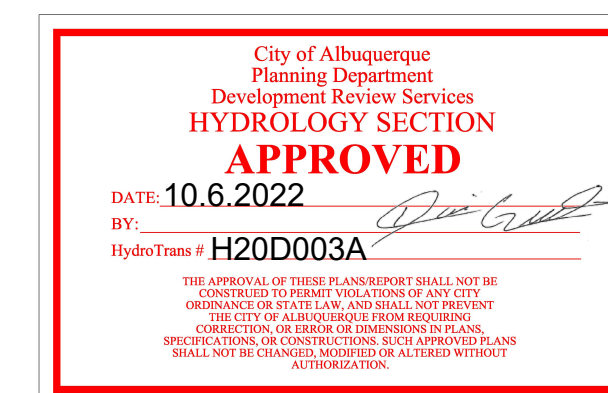 City of Albuquerque
Planning Department
Development Review Services
HYDROLOGY SECTION
APPROVED
DATE: 10.6.2022
BY:
HydroTrans # H20D003A
THE APPROVAL OF THESE PLANS/REPORT SHALL NOT BE
CONSTRUED TO PERMIT VIOLATIONS OF ANY CITY
ORDINANCE OR STATE LAW, AND SHALL NOT PREVENT
THE CITY OF ALBUQUERQUE FROM REQUIRING
CORRECTION, OR ERROR OR DIMENSIONS IN PLANS,
SPECIFICATIONS, OR CONSTRUCTIONS. SUCH APPROVED PLANS
SHALL NOT BE CHANGED, MODIFIED OR ALTERED WITHOUT
AUTHORIZATION.